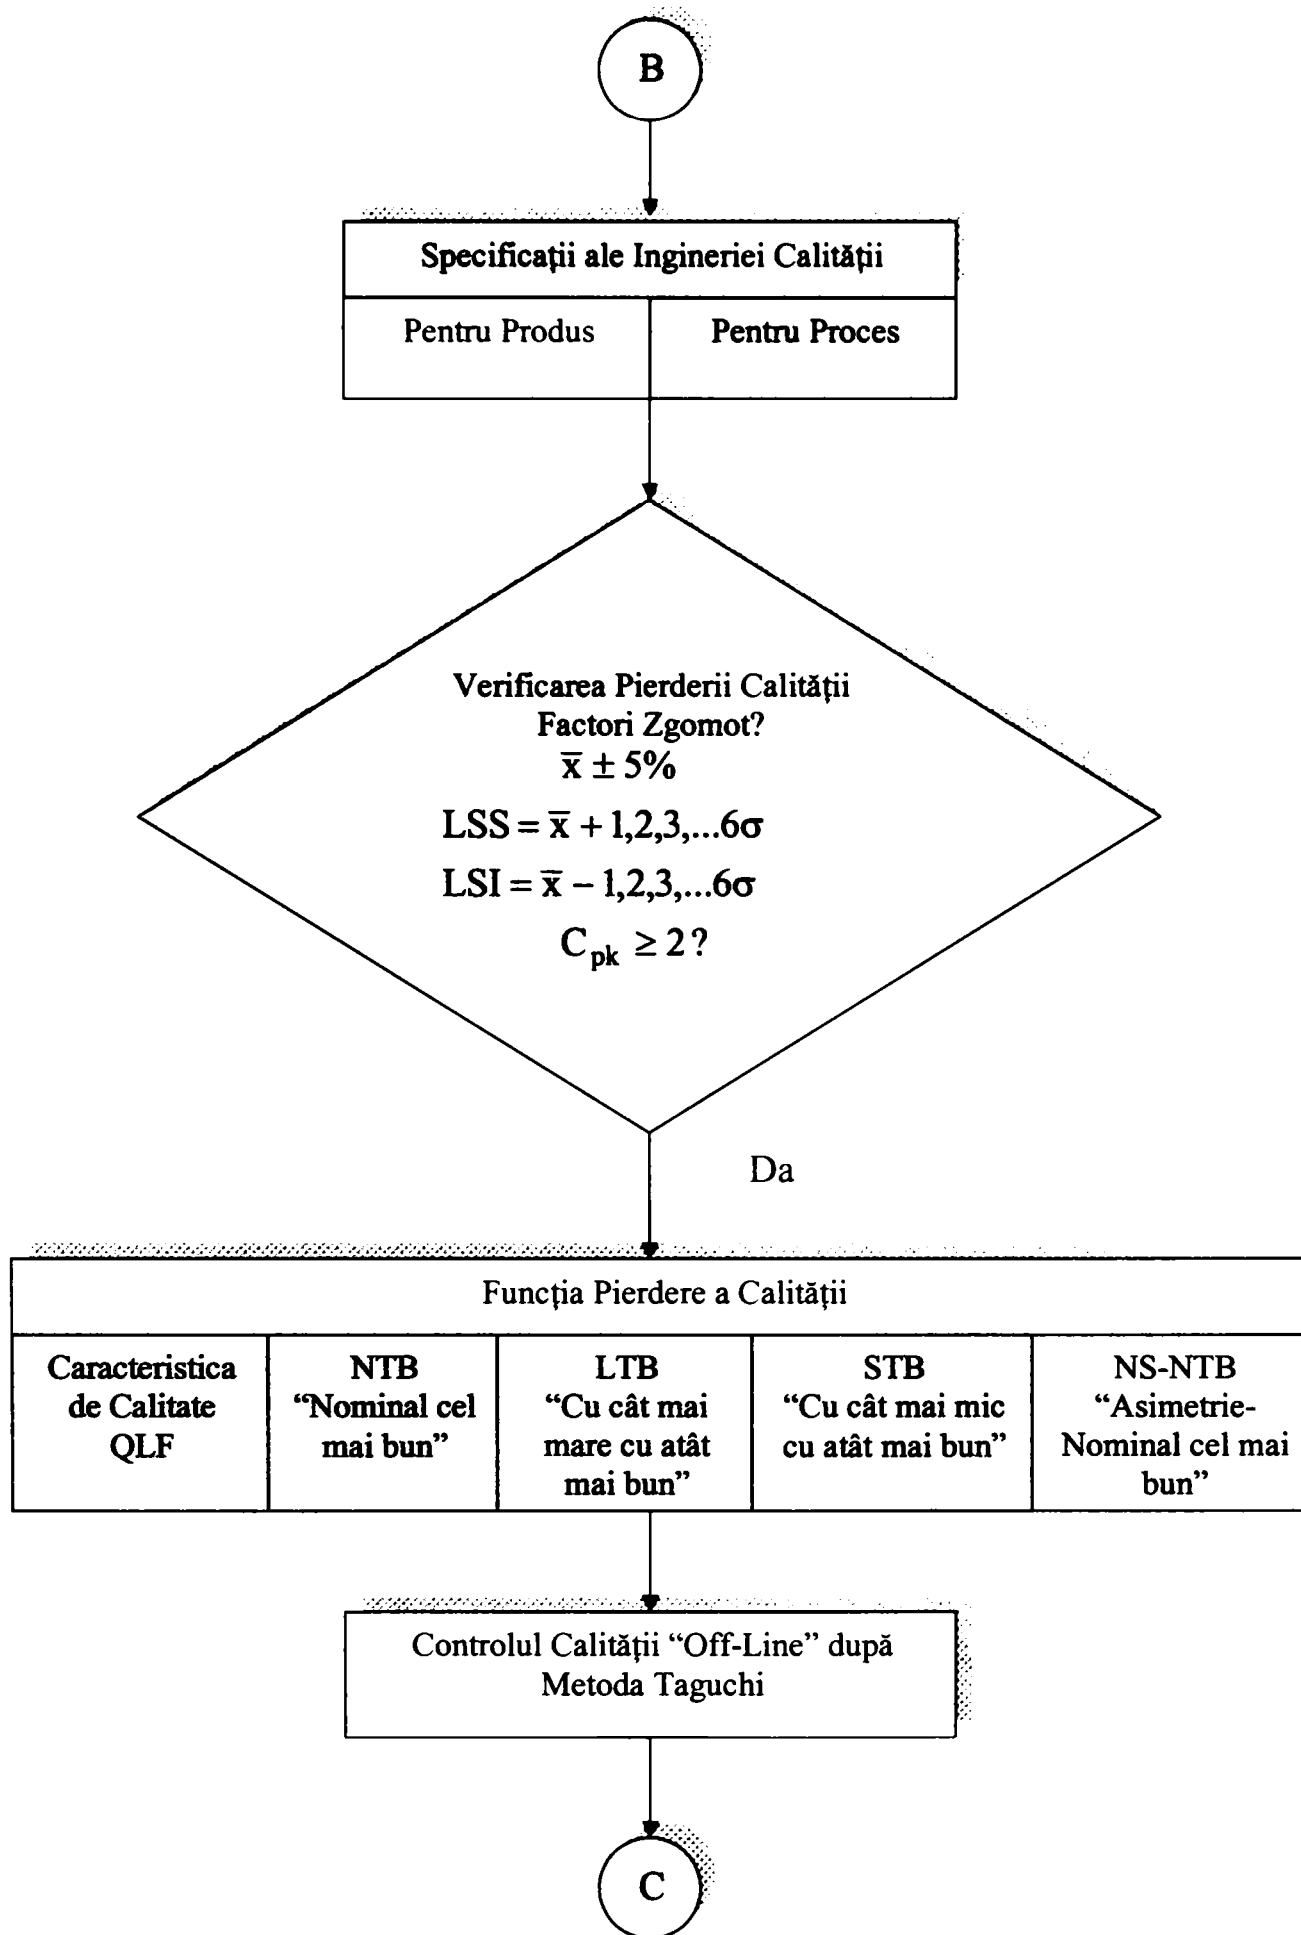 B
Specificații ale Ingineriei Calității
Pentru Produs
Pentru Proces
Verificarea Pierderii Calității
Factori Zgomot?
x̄ ± 5%
LSS = x̄ + 1,2,3,...6σ
LSI = x̄ − 1,2,3,...6σ
C_pk ≥ 2?
Da
Funcția Pierdere a Calității
Caracteristica
de Calitate
QLF
NTB
“Nominal cel
mai bun”
LTB
“Cu cât mai
mare cu atât
mai bun”
STB
“Cu cât mai mic
cu atât mai bun”
NS-NTB
“Asimetrie-
Nominal cel mai
bun”
Controlul Calității “Off-Line” după
Metoda Taguchi
C